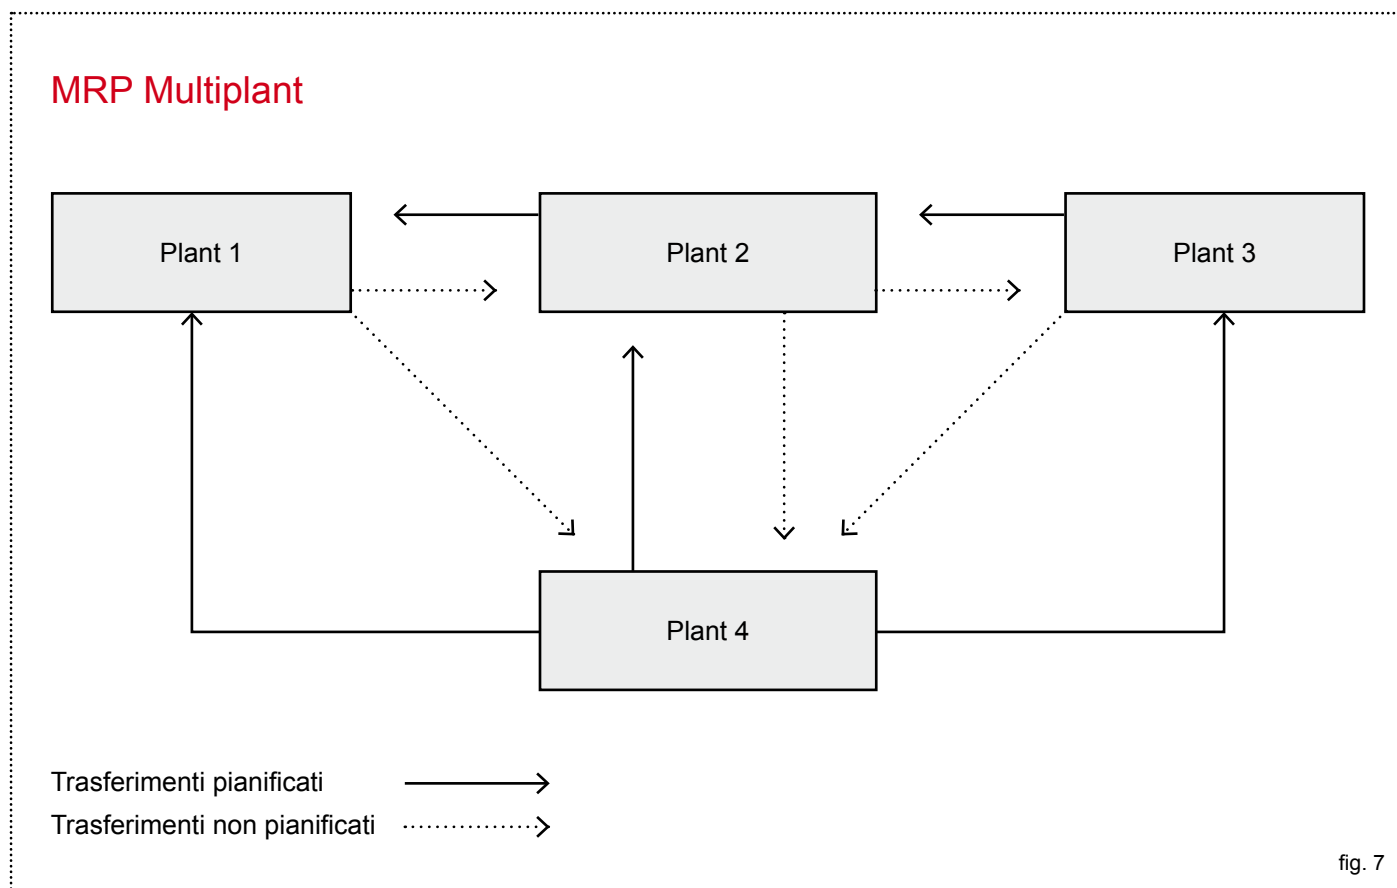 MRP Multiplant
Plant 1
Plant 2
Plant 3
Plant 4
Trasferimenti pianificati
Trasferimenti non pianificati
fig. 7